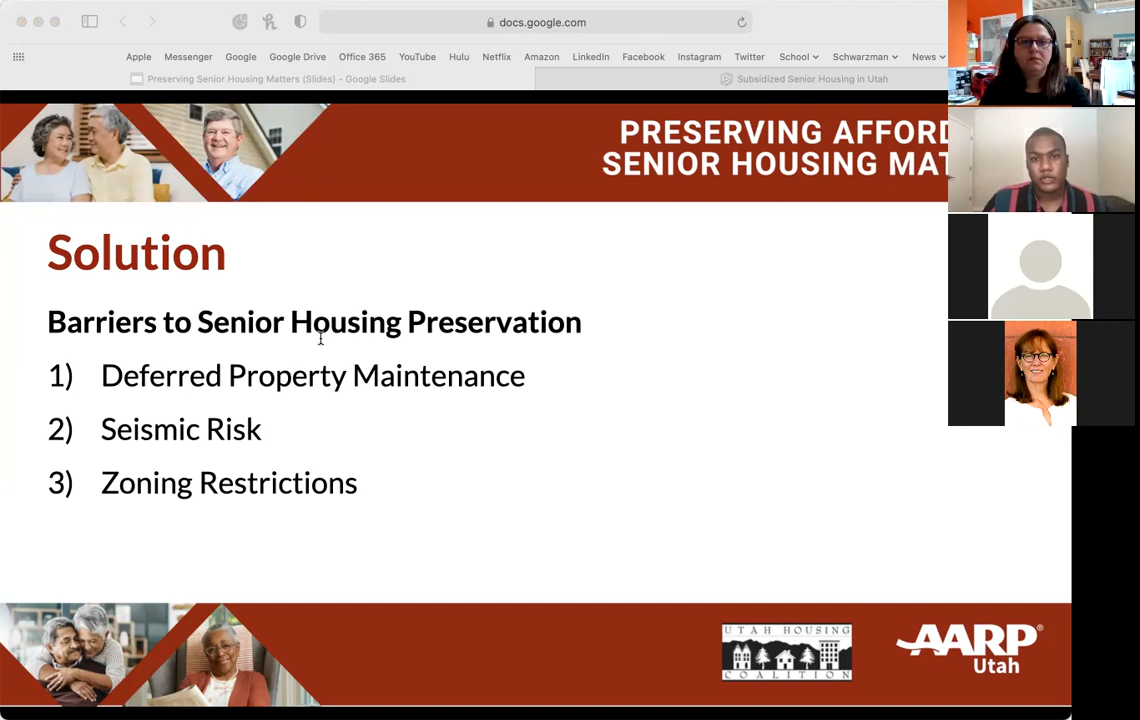 docs.google.com
Apple Messenger Google Google Drive Office 365 YouTube Hulu Netflix Amazon LinkedIn Facebook Instagram Twitter School Schwarzman News
Preserving Senior Housing Matters (Slides) - Google Slides
Subsidized Senior Housing in Utah
PRESERVING AFFORD
SENIOR HOUSING MAT
Solution
Barriers to Senior Housing Preservation
1) Deferred Property Maintenance
2) Seismic Risk
3) Zoning Restrictions
UTAH HOUSING
COALITION
AARP®
Utah